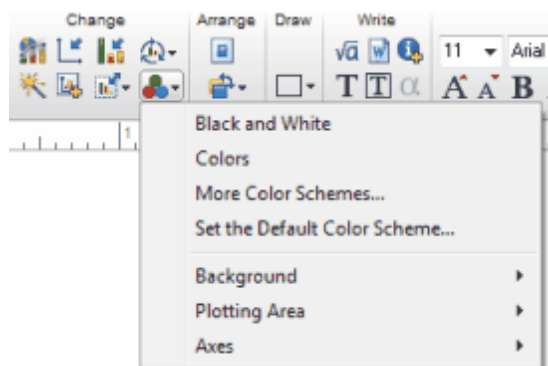 Change Arrange Draw Write
√α W 11 Arial
T T α A A B
1
Black and White
Colors
More Color Schemes...
Set the Default Color Scheme...
Background
Plotting Area
Axes